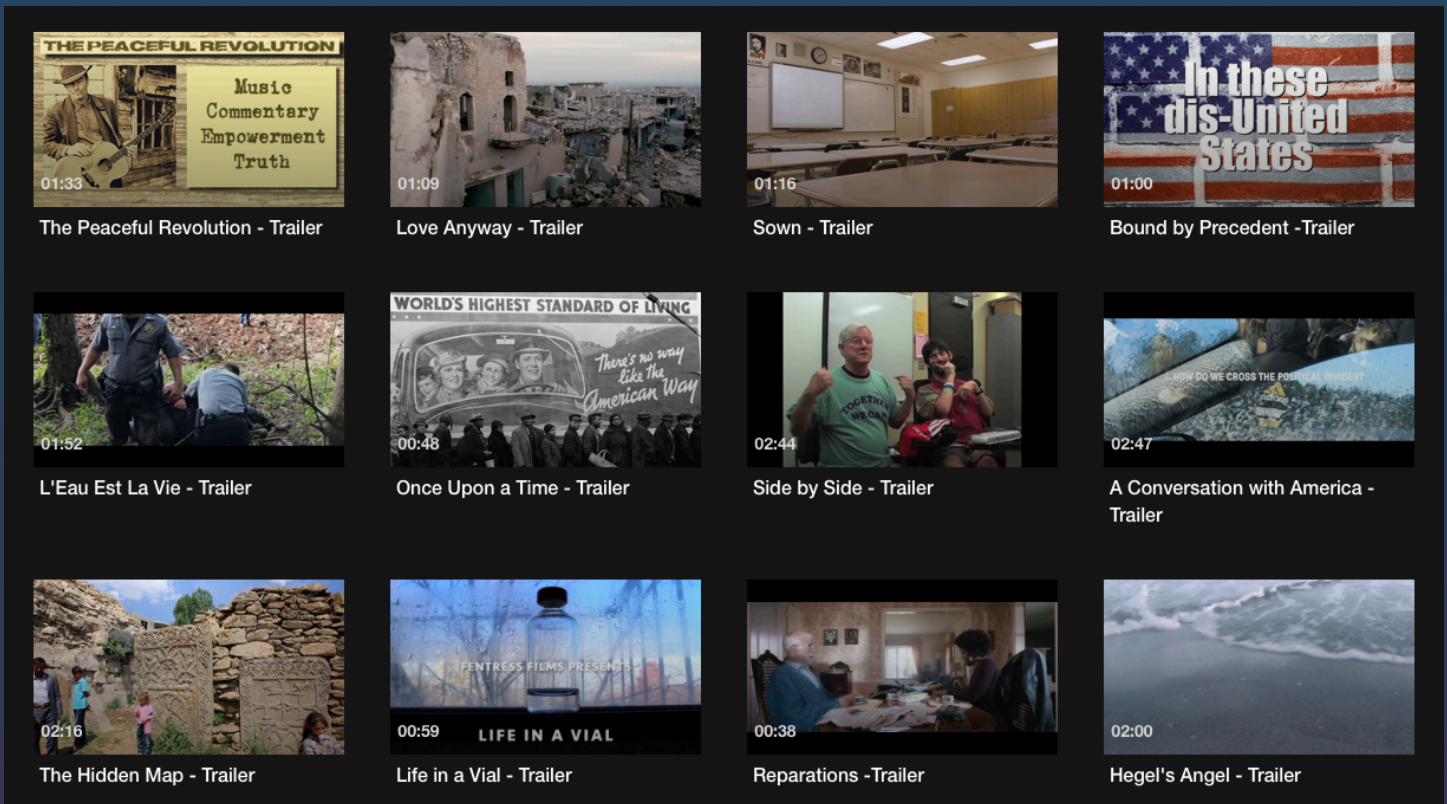 THE PEACEFUL REVOLUTION
Music
Commentary
Empowerment
Truth
01:33
The Peaceful Revolution - Trailer
01:09
Love Anyway - Trailer
01:16
Sown - Trailer
In these
dis-United
States
01:00
Bound by Precedent -Trailer
01:52
L'Eau Est La Vie - Trailer
WORLD'S HIGHEST STANDARD OF LIVING
There's no way
like the
American Way
00:48
Once Upon a Time - Trailer
TOGETHER
WE CAN
02:44
Side by Side - Trailer
HOW DO WE CROSS THE POLITICAL DIVIDES?
adidas
02:47
A Conversation with America -
Trailer
02:16
The Hidden Map - Trailer
FENTRESS FILMS PRESENTS
LIFE IN A VIAL
00:59
Life in a Vial - Trailer
00:38
Reparations -Trailer
02:00
Hegel's Angel - Trailer